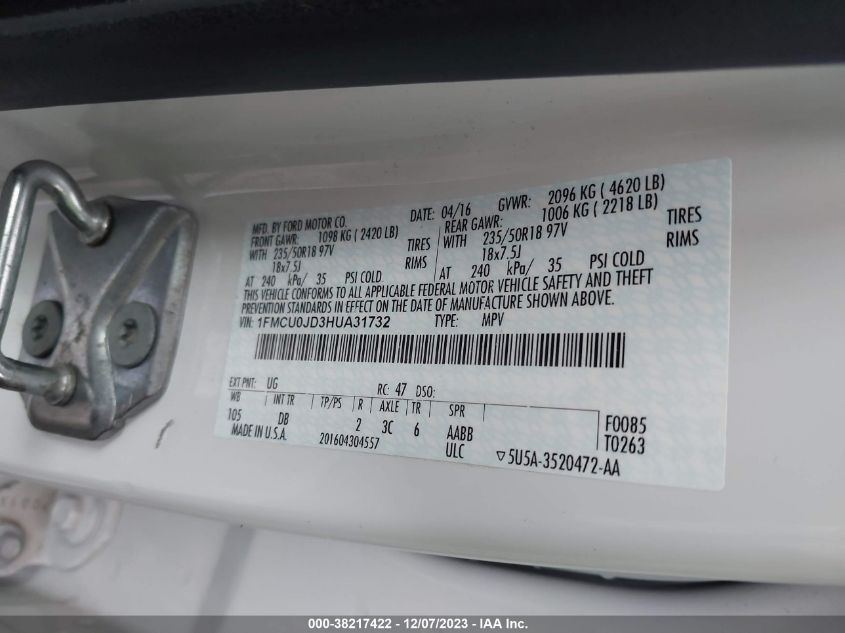 MFD. BY FORD MOTOR CO. DATE: 04/16 GVWR: 2096 KG ( 4620 LB)
FRONT GAWR: 1098 KG ( 2420 LB) REAR GAWR: 1006 KG ( 2218 LB)
WITH 235/50R18 97V TIRES WITH 235/50R18 97V TIRES
18x7.5J RIMS 18x7.5J RIMS
AT 240 kPa/ 35 PSI COLD AT 240 kPa/ 35 PSI COLD
THIS VEHICLE CONFORMS TO ALL APPLICABLE FEDERAL MOTOR VEHICLE SAFETY AND THEFT
PREVENTION STANDARDS IN EFFECT ON THE DATE OF MANUFACTURE SHOWN ABOVE.
VIN: 1FMCU0JD3HUA31732 TYPE: MPV
EXT PNT: UG RC: 47 DSO:
WB INT TR TP/PS R AXLE TR SPR
105 DB 2 3C 6 AABB F0085
MADE IN U.S.A. 201604304557 ULC ▽5U5A-3520472-AA T0263
000-38217422 - 12/07/2023 - IAA Inc.